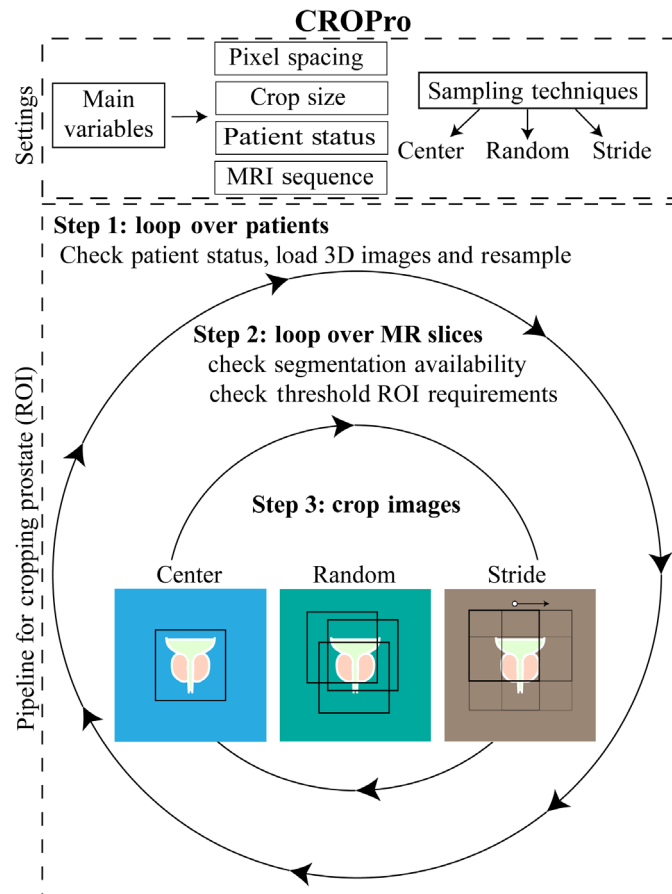 CROPro
Settings
Main
variables
Pixel spacing
Crop size
Patient status
MRI sequence
Sampling techniques
Center Random Stride
Pipeline for cropping prostate (ROI)
Step 1: loop over patients
Check patient status, load 3D images and resample
Step 2: loop over MR slices
check segmentation availability
check threshold ROI requirements
Step 3: crop images
Center Random Stride